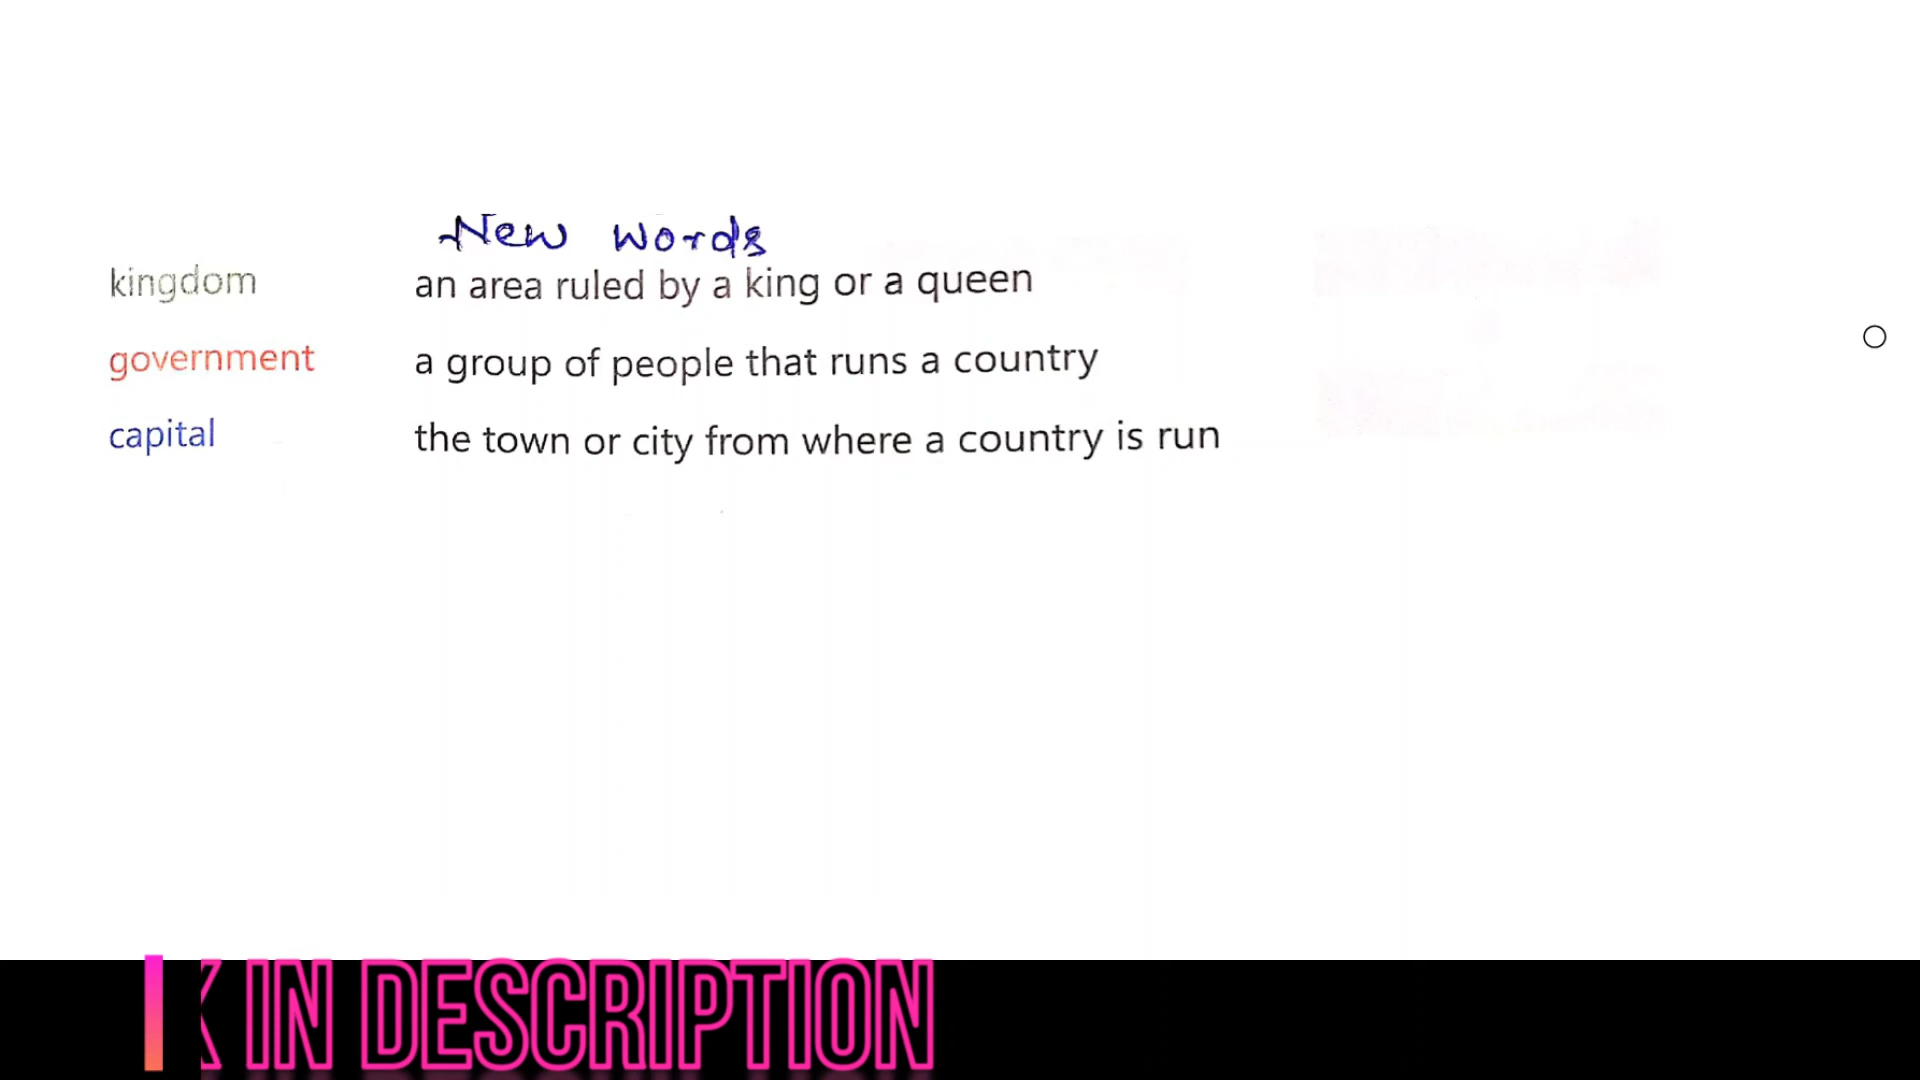 New words
kingdom an area ruled by a king or a queen
government a group of people that runs a country
capital the town or city from where a country is run
IN DESCRIPTION